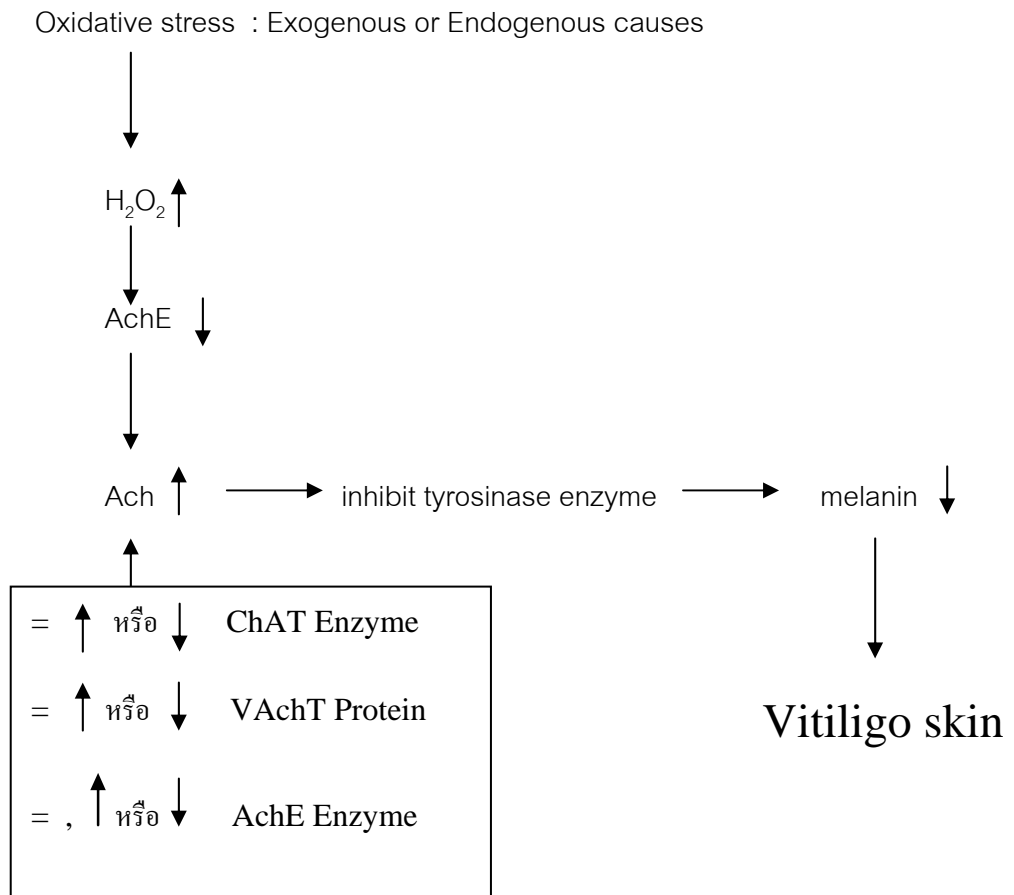 Oxidative stress : Exogenous or Endogenous causes
H₂O₂ ↑
AchE ↓
Ach ↑ → inhibit tyrosinase enzyme → melanin ↓
= ↑ หรือ ↓ ChAT Enzyme
= ↑ หรือ ↓ VAchT Protein
Vitiligo skin
= , ↑ หรือ ↓ AchE Enzyme